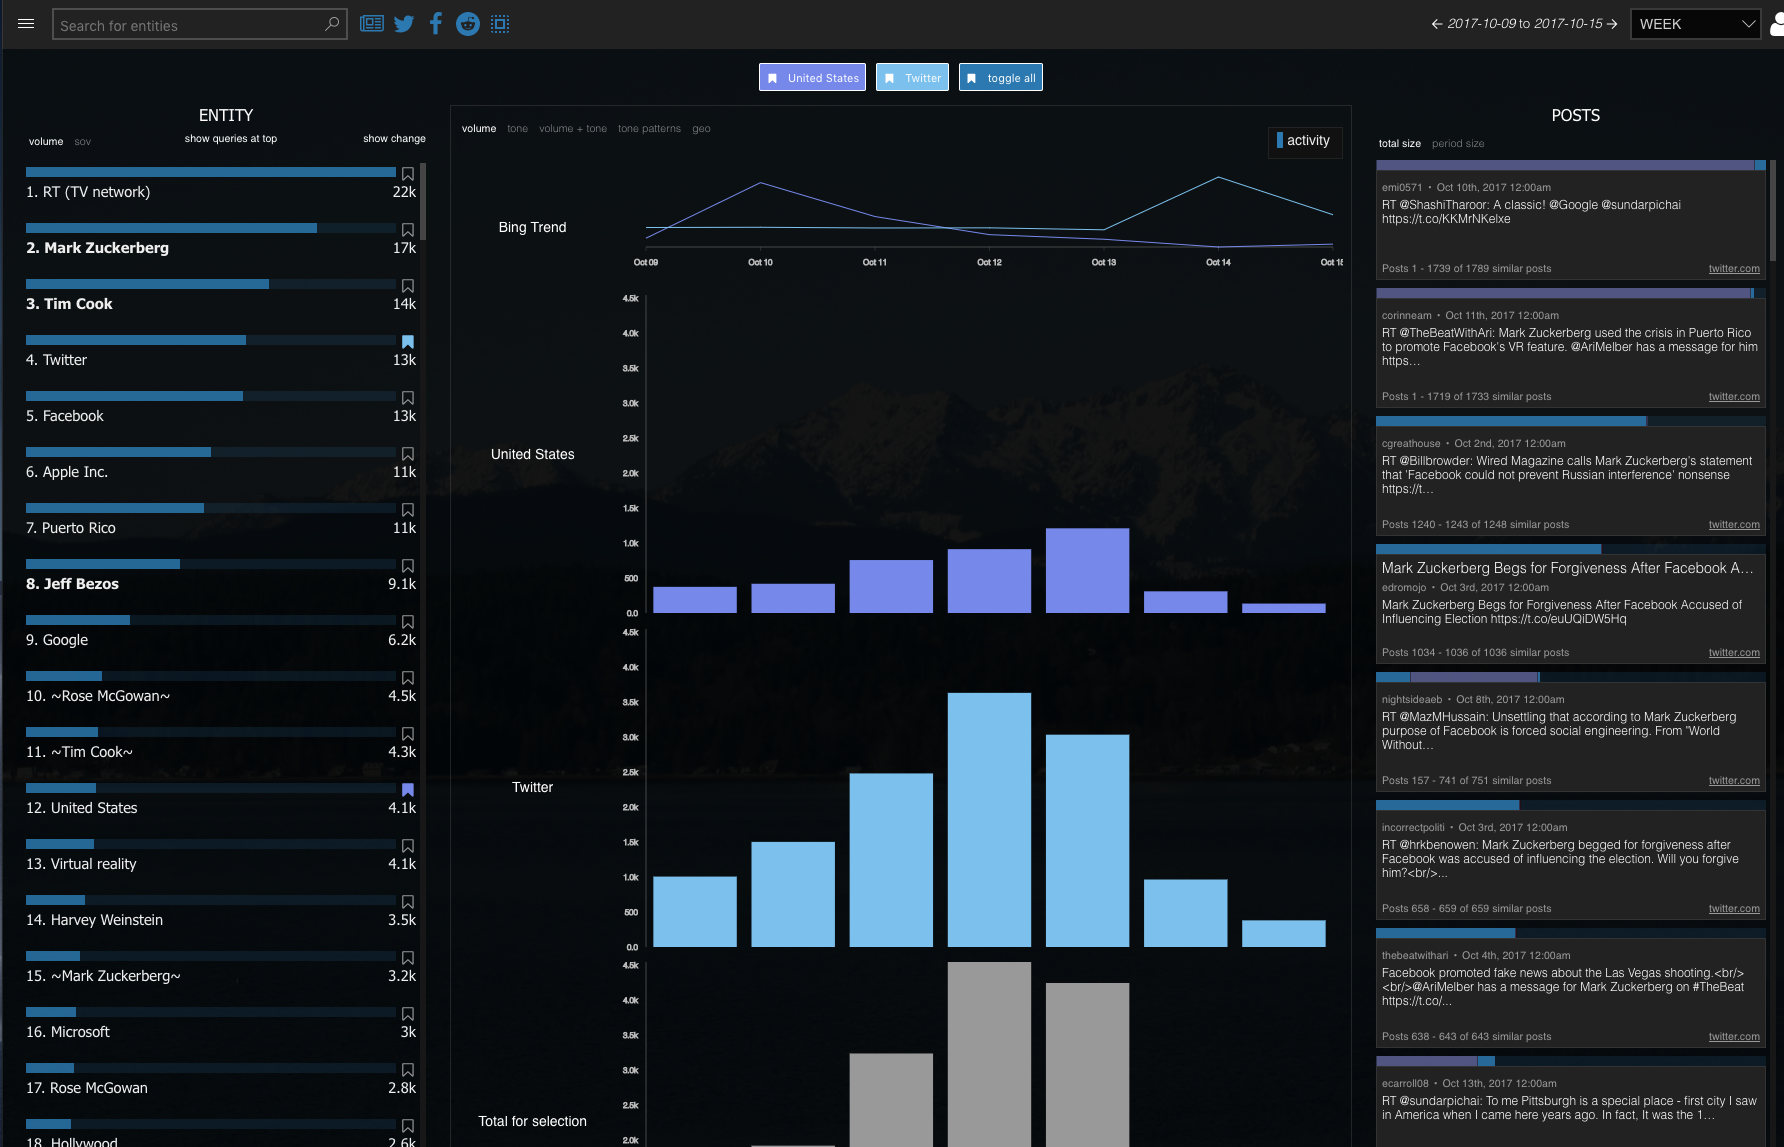 Search for entities
← 2017-10-09 to 2017-10-15 →
WEEK
United States
Twitter
toggle all
ENTITY
volume
sov
show queries at top
show change
1. RT (TV network)
22k
2. Mark Zuckerberg
17k
3. Tim Cook
14k
4. Twitter
13k
5. Facebook
13k
6. Apple Inc.
11k
7. Puerto Rico
11k
8. Jeff Bezos
9.1k
9. Google
6.2k
10. ~Rose McGowan~
4.5k
11. ~Tim Cook~
4.3k
12. United States
4.1k
13. Virtual reality
4.1k
14. Harvey Weinstein
3.5k
15. ~Mark Zuckerberg~
3.2k
16. Microsoft
3k
17. Rose McGowan
2.8k
18. Hollywood
2.6k
volume
tone
volume + tone
tone patterns
geo
activity
Bing Trend
Oct 09
Oct 10
Oct 11
Oct 12
Oct 13
Oct 14
Oct 15
United States
4.5k
4.0k
3.5k
3.0k
2.5k
2.0k
1.5k
1.0k
500
0.0
Twitter
4.5k
4.0k
3.5k
3.0k
2.5k
2.0k
1.5k
1.0k
500
0.0
Total for selection
4.5k
4.0k
3.5k
3.0k
2.5k
2.0k
POSTS
total size
period size
emi0571 • Oct 10th, 2017 12:00am
RT @ShashiTharoor: A classic! @Google @sundarpichai
https://t.co/KKMrNKelxe
Posts 1 - 1739 of 1789 similar posts
twitter.com
corinneam • Oct 11th, 2017 12:00am
RT @TheBeatWithAri: Mark Zuckerberg used the crisis in Puerto Rico
to promote Facebook's VR feature. @AriMelber has a message for him
https…
Posts 1 - 1719 of 1733 similar posts
twitter.com
cgreathouse • Oct 2nd, 2017 12:00am
RT @Billbrowder: Wired Magazine calls Mark Zuckerberg's statement
that 'Facebook could not prevent Russian interference' nonsense
https://t…
Posts 1240 - 1243 of 1248 similar posts
twitter.com
Mark Zuckerberg Begs for Forgiveness After Facebook A…
edromojo • Oct 3rd, 2017 12:00am
Mark Zuckerberg Begs for Forgiveness After Facebook Accused of
Influencing Election https://t.co/euUQiDW5Hq
Posts 1034 - 1036 of 1036 similar posts
twitter.com
nightsideaeb • Oct 8th, 2017 12:00am
RT @MazMHussain: Unsettling that according to Mark Zuckerberg
purpose of Facebook is forced social engineering. From "World
Without…
Posts 157 - 741 of 751 similar posts
twitter.com
incorrectpoliti • Oct 3rd, 2017 12:00am
RT @hrkbenowen: Mark Zuckerberg begged for forgiveness after
Facebook was accused of influencing the election. Will you forgive
him?<br/>...
Posts 658 - 659 of 659 similar posts
twitter.com
thebeatwithari • Oct 4th, 2017 12:00am
Facebook promoted fake news about the Las Vegas shooting.<br/>
<br/>@AriMelber has a message for Mark Zuckerberg on #TheBeat
https://t.co/...
Posts 638 - 643 of 643 similar posts
twitter.com
ecarroll08 • Oct 13th, 2017 12:00am
RT @sundarpichai: To me Pittsburgh is a special place - first city I saw
in America when I came here years ago. In fact, It was the 1…